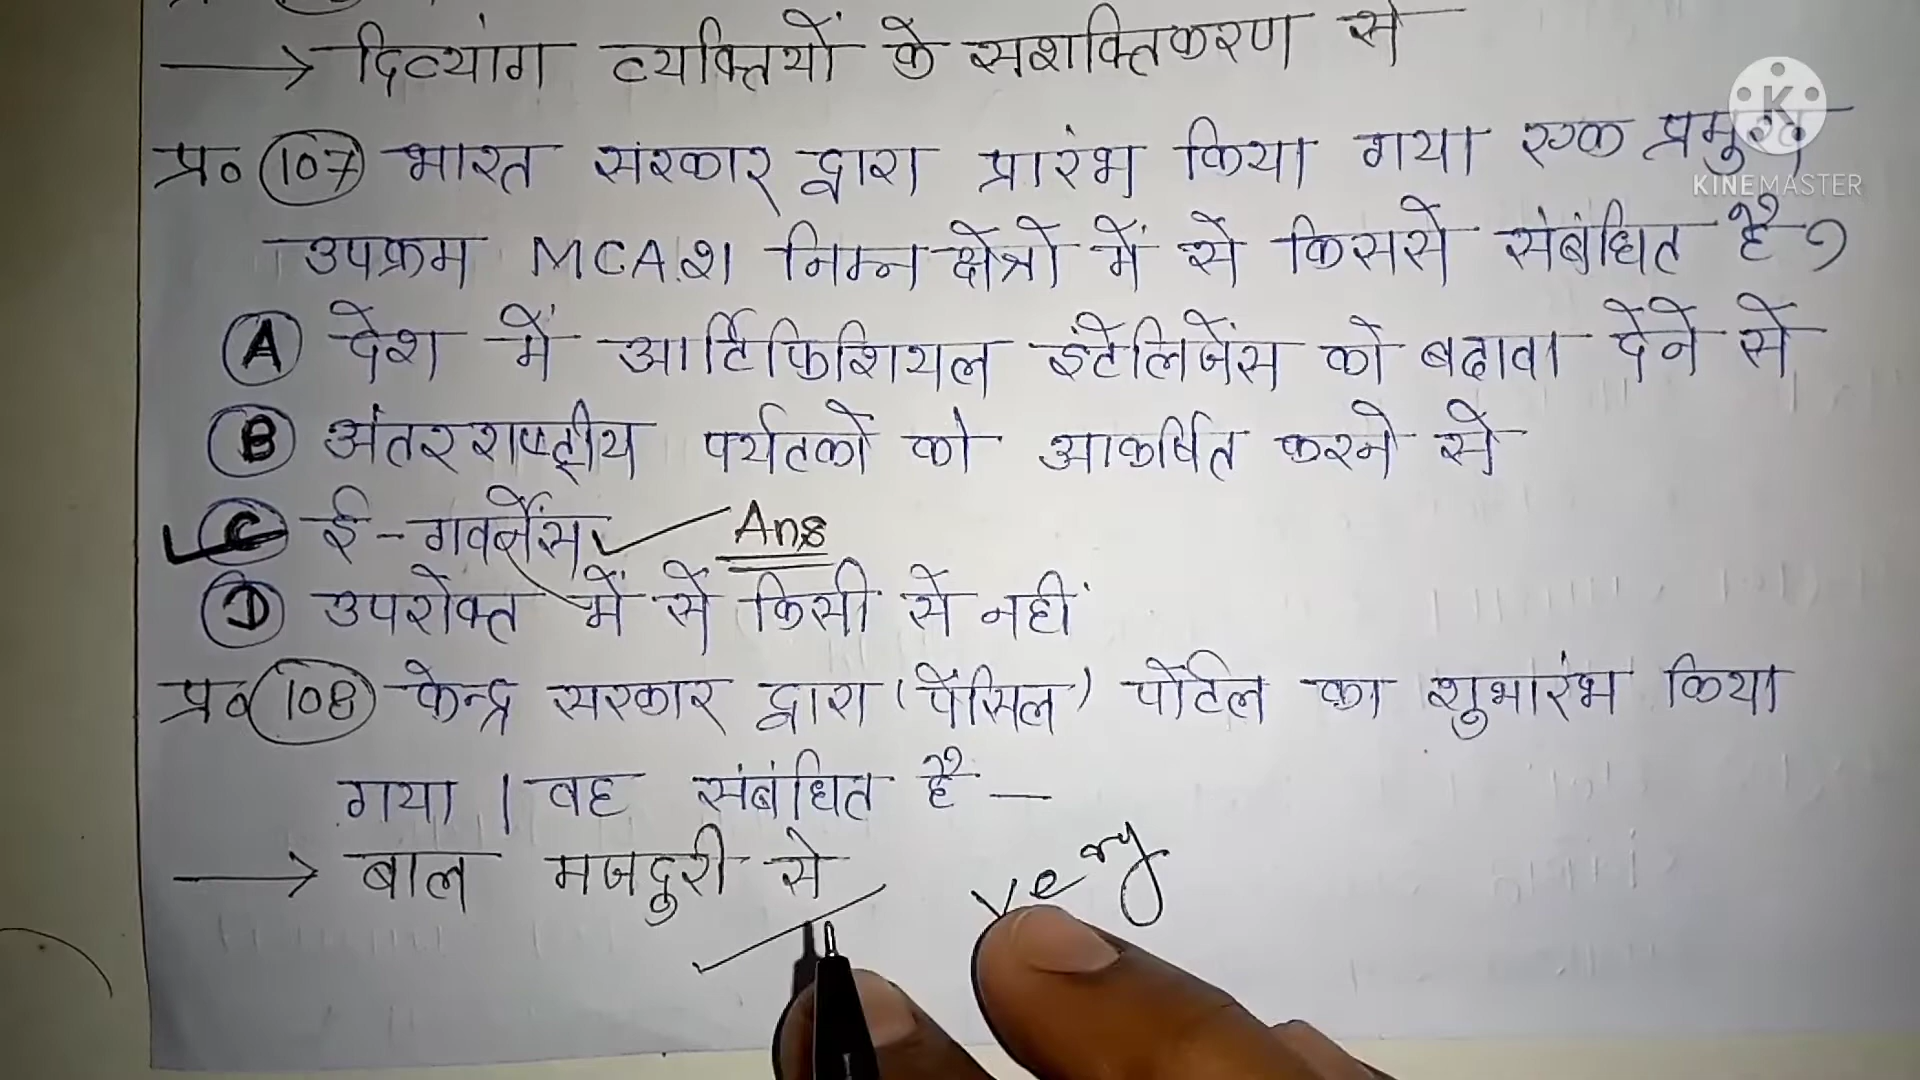 → दिव्यांग व्यक्तियों के सशक्तिकरण से
प्र० 107 भारत सरकार द्वारा प्रारंभ किया गया एक प्रमुख
KINEMASTER
उपक्रम MCA21 निम्न क्षेत्रो में से किससे संबंधित है?
A देश में आर्टिफिशियल इंटेलिजेंस को बढावा देने से
B अंतरराष्ट्रीय पर्यटकों को आकर्षित करने से
C ई-गवर्नेंस Ans
D उपरोक्त में से किसी से नहीं
प्र० 108 केन्द्र सरकार द्वारा (पेंसिल) पोर्टल का शुभारंभ किया
गया। वह संबंधित है –
→ बाल मजदुरी से very